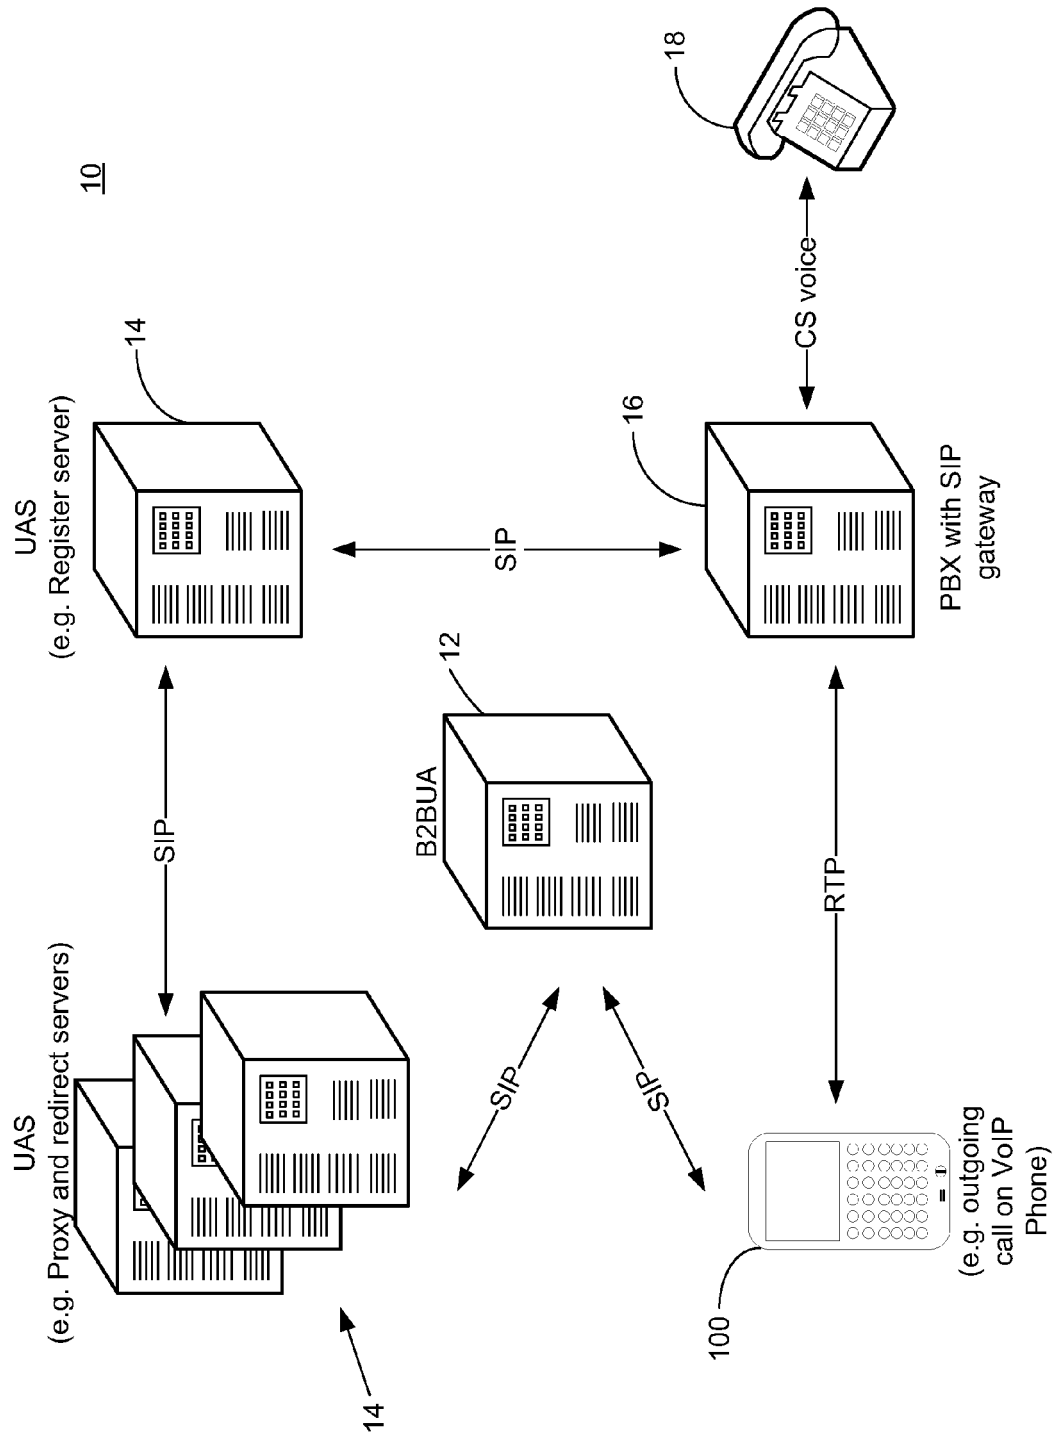 10
UAS
(e.g. Proxy and redirect servers)
14
SIP
UAS
(e.g. Register server)
14
SIP
B2BUA
12
SIP
SIP
100
(e.g. outgoing
call on VoIP
Phone)
RTP
16
PBX with SIP
gateway
CS voice
18